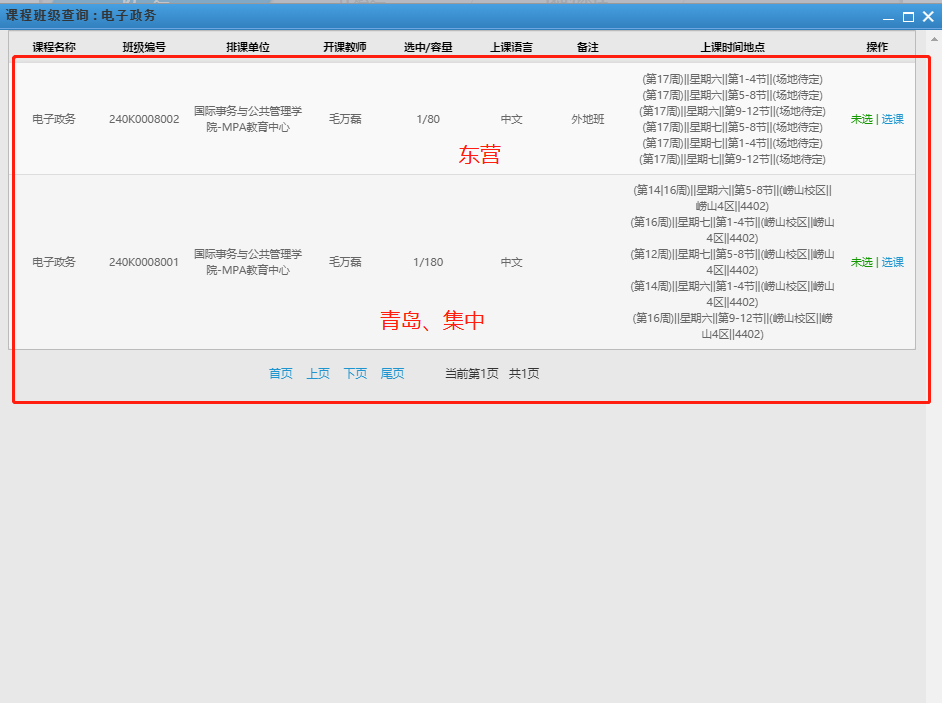 课程班级查询：电子政务
课程名称 班级编号 排课单位 开课教师 选中/容量 上课语言 备注 上课时间地点 操作
(第17周)||星期六||第1-4节||(场地待定)
(第17周)||星期六||第5-8节||(场地待定)
(第17周)||星期六||第9-12节||(场地待定)
(第17周)||星期七||第5-8节||(场地待定)
(第17周)||星期七||第1-4节||(场地待定)
(第17周)||星期七||第9-12节||(场地待定)
电子政务 240K0008002 国际事务与公共管理学
院-MPA教育中心 毛万磊 1/80 中文 外地班 未选 | 选课
东营
(第14|16周)||星期六||第5-8节||(崂山校区||
崂山4区||4402)
(第16周)||星期七||第1-4节||(崂山校区||崂山
4区||4402)
(第12周)||星期七||第5-8节||(崂山校区||崂山
4区||4402)
(第14周)||星期六||第1-4节||(崂山校区||崂山
4区||4402)
(第16周)||星期六||第9-12节||(崂山校区||崂
山4区||4402)
电子政务 240K0008001 国际事务与公共管理学
院-MPA教育中心 毛万磊 1/180 中文 未选 | 选课
青岛、集中
首页 上页 下页 尾页 当前第1页 共1页